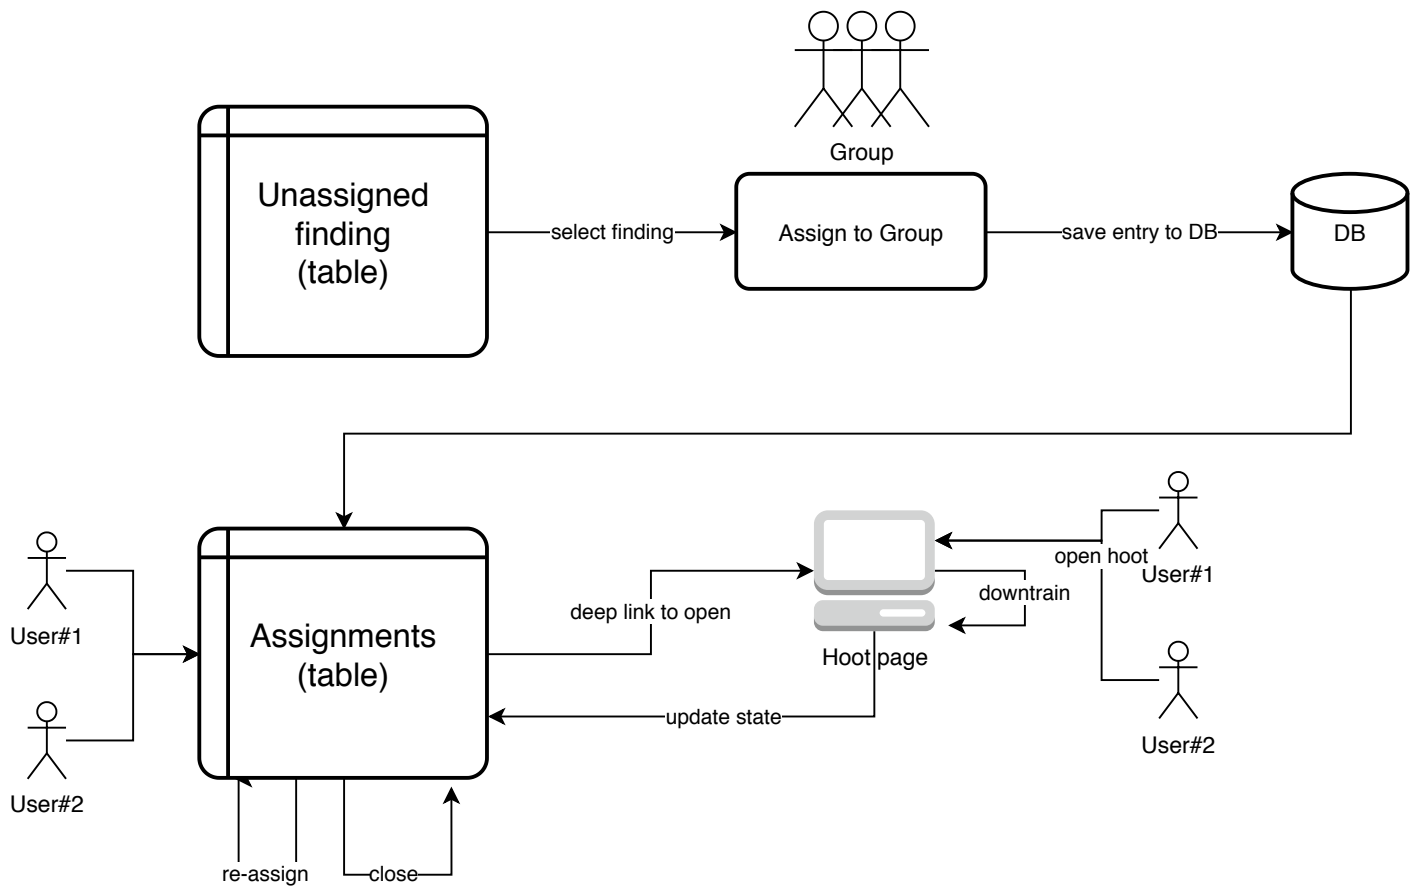 Group
Unassigned
finding
(table)
select finding
Assign to Group
save entry to DB
DB
User#1
User#2
Assignments
(table)
deep link to open
Hoot page
downtrain
open hoot
User#1
User#2
update state
re-assign
close